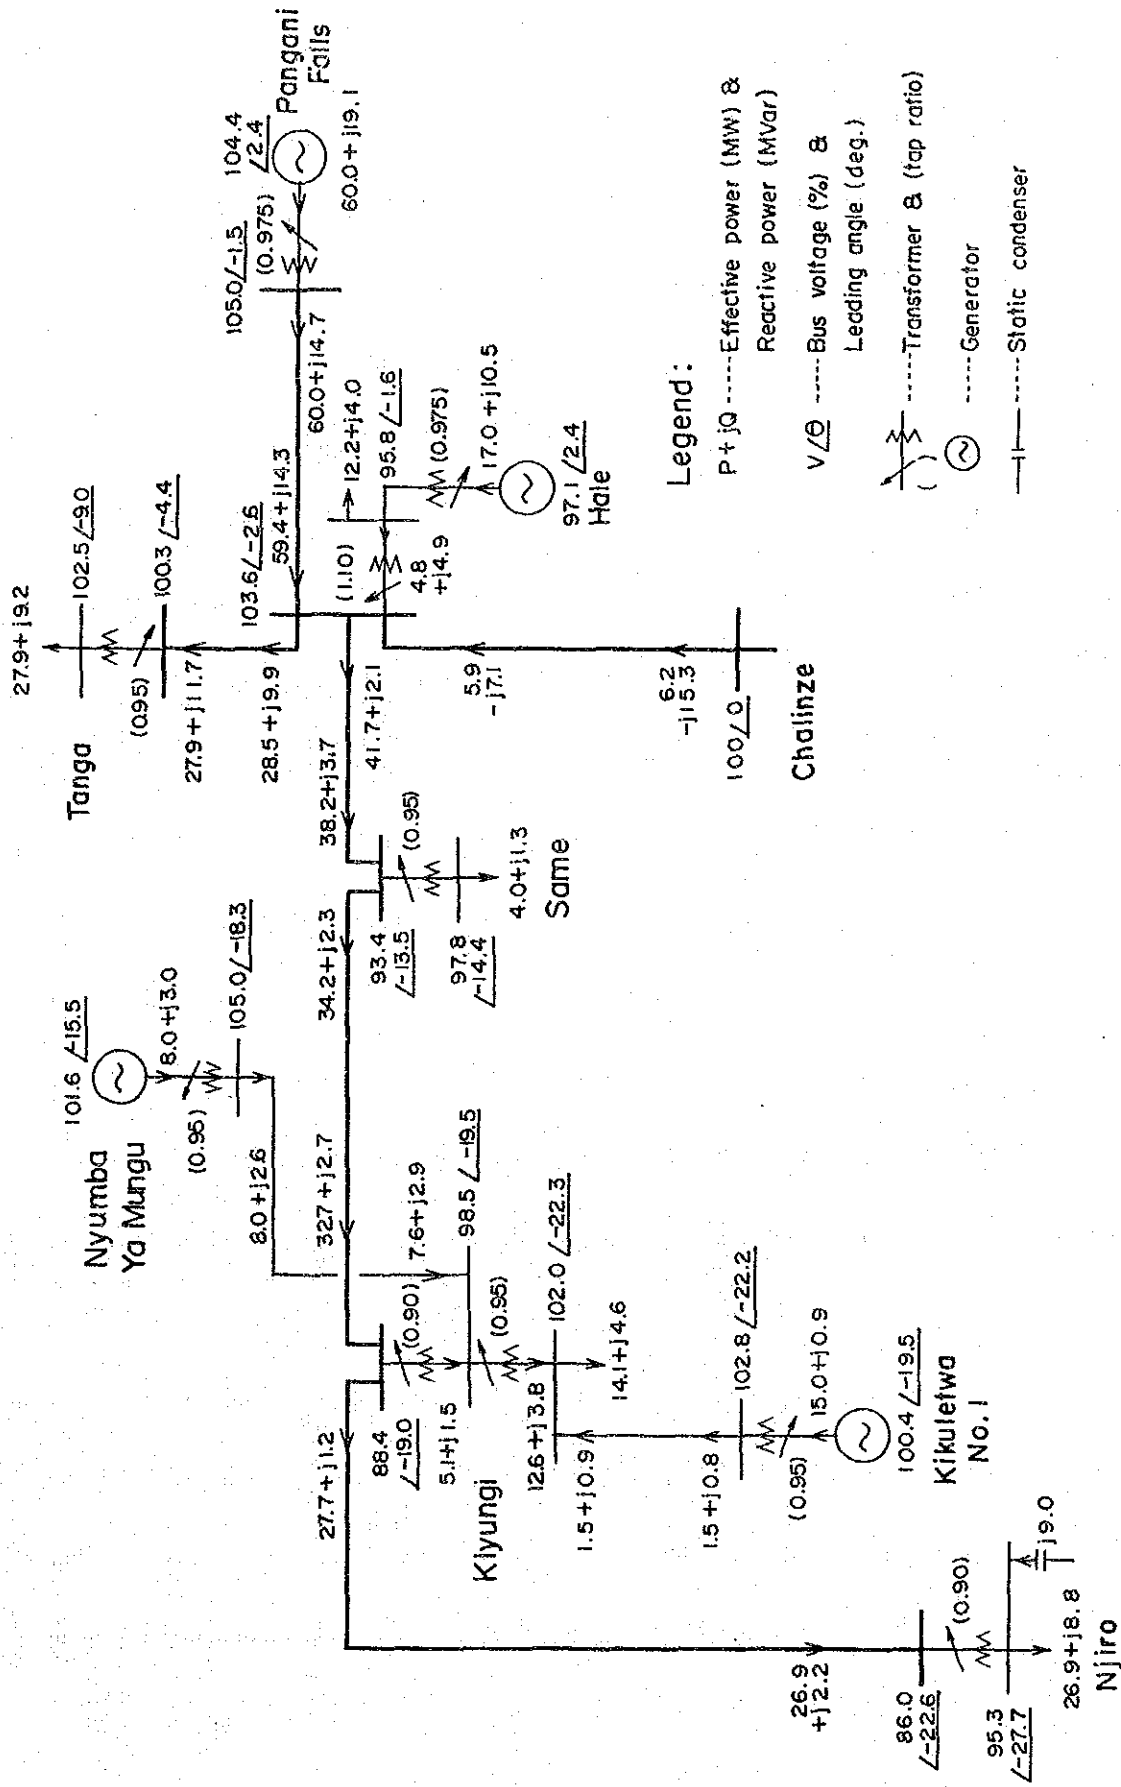 27.9+j9.2
Tanga
102.5/-9.0
(0.95)
100.3/-4.4
27.9+j11.7
28.5+j9.9
103.6/-2.6
59.4+j14.3
60.0+j14.7
105.0/-1.5
(0.975)
104.4
/2.4
Pangani
Falls
60.0+j19.1
12.2+j4.0
95.8/-1.6
(0.975)
17.0+j10.5
97.1/2.4
Hale
(1.10)
4.8
+j4.9
41.7+j2.1
5.9
-j7.1
6.2
-j15.3
100/0
Chalinze
38.2+j3.7
(0.95)
4.0+j1.3
Same
93.4
/-13.5
97.8
/-14.4
34.2+j2.3
101.6/-15.5
8.0+j3.0
Nyumba
Ya Mungu
(0.95)
105.0/-18.3
8.0+j2.6
32.7+j2.7
7.6+j2.9
98.5/-19.5
(0.90)
(0.95)
88.4
/-19.0
5.1+j1.5
Kiyungi
102.0/-22.3
14.1+j4.6
12.6+j3.8
1.5+j0.9
1.5+j0.8
102.8/-22.2
(0.95)
15.0+j0.9
100.4/-19.5
Kikuletwa
No.1
27.7+j1.2
26.9
+j2.2
86.0
/-22.6
(0.90)
95.3
/-27.7
j9.0
26.9+j8.8
Njiro
Legend:
P+jQ -----Effective power (MW) &
Reactive power (MVar)
V/θ ----- Bus voltage (%) &
Leading angle (deg.)
( ) -----Transformer & (tap ratio)
~ -----Generator
-----Static condenser